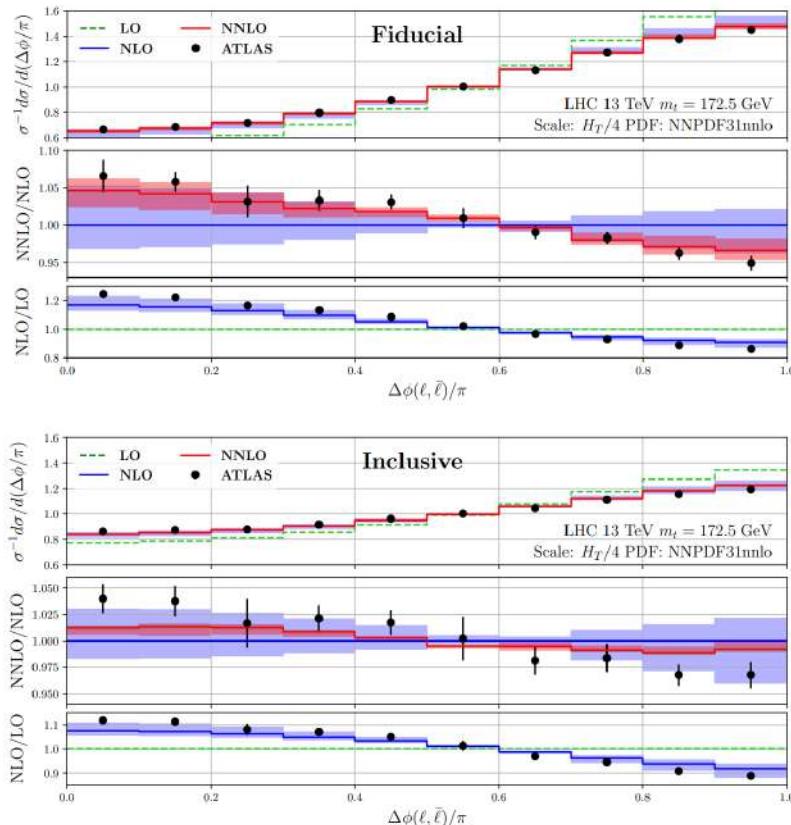 LO NNLO
NLO ATLAS
Fiducial
LHC 13 TeV m_t = 172.5 GeV
Scale: H_T/4 PDF: NNPDF31nnlo
σ⁻¹dσ/d(Δϕ/π)
1.6
1.4
1.2
1.0
0.8
0.6
NNLO/NLO
1.10
1.05
1.00
0.95
NLO/LO
1.2
1.0
0.8
0.0 0.2 0.4 0.6 0.8 1.0
Δϕ(ℓ, ℓ̄)/π
LO NNLO
NLO ATLAS
Inclusive
LHC 13 TeV m_t = 172.5 GeV
Scale: H_T/4 PDF: NNPDF31nnlo
σ⁻¹dσ/d(Δϕ/π)
1.6
1.4
1.2
1.0
0.8
0.6
NNLO/NLO
1.050
1.025
1.000
0.975
0.950
NLO/LO
1.1
1.0
0.9
0.0 0.2 0.4 0.6 0.8 1.0
Δϕ(ℓ, ℓ̄)/π